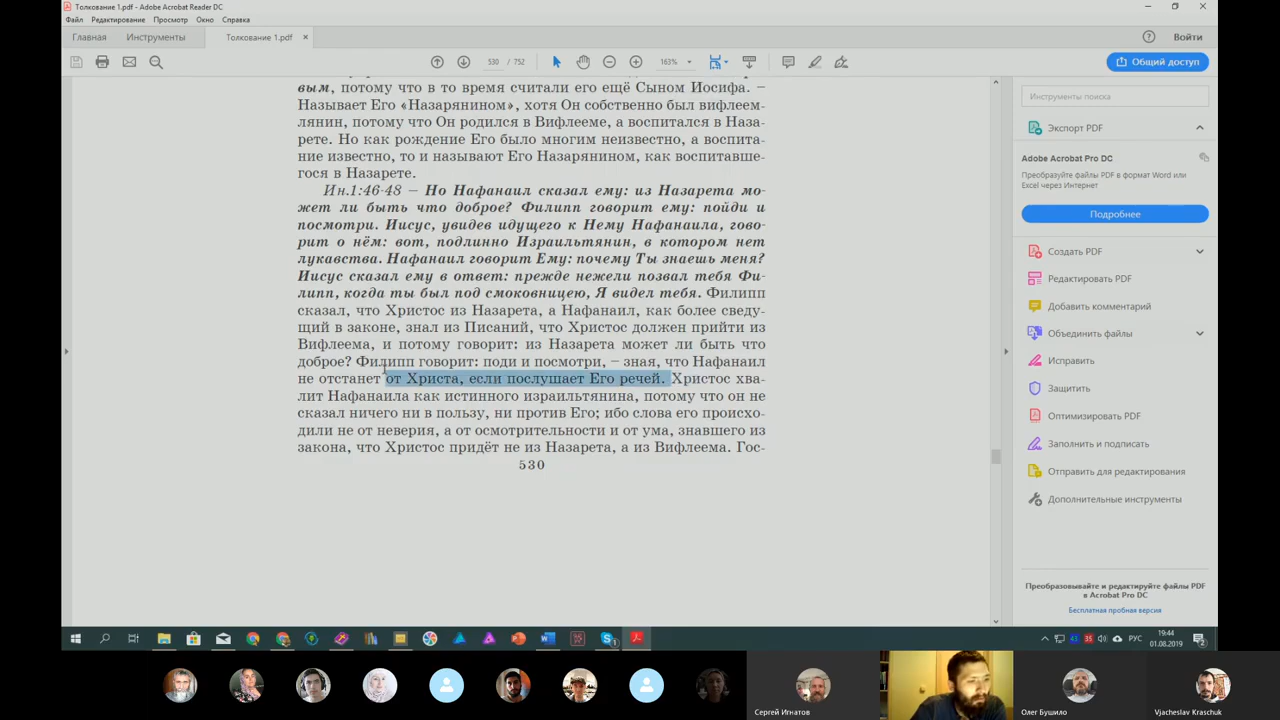 Толкование 1.pdf - Adobe Acrobat Reader DC
Файл Редактирование Просмотр Окно Справка
Главная Инструменты Толкование 1.pdf × Войти
530 / 752 163% Общий доступ
вым, потому что в то время считали его ещё Сыном Иосифа. –
Называет Его «Назарянином», хотя Он собственно был вифлеем-
лянин, потому что Он родился в Вифлееме, а воспитался в Наза-
рете. Но как рождение Его было многим неизвестно, а воспита-
ние известно, то и называют Его Назарянином, как воспитавше-
гося в Назарете.
Ин.1:46-48 – Но Нафанаил сказал ему: из Назарета мо-
жет ли быть что доброе? Филипп говорит ему: пойди и
посмотри. Иисус, увидев идущего к Нему Нафанаила, гово-
рит о нём: вот, подлинно Израильтянин, в котором нет
лукавства. Нафанаил говорит Ему: почему Ты знаешь меня?
Иисус сказал ему в ответ: прежде нежели позвал тебя Фи-
липп, когда ты был под смоковницею, Я видел тебя. Филипп
сказал, что Христос из Назарета, а Нафанаил, как более сведу-
щий в законе, знал из Писаний, что Христос должен прийти из
Вифлеема, и потому говорит: из Назарета может ли быть что
доброе? Филипп говорит: поди и посмотри, – зная, что Нафанаил
не отстанет от Христа, если послушает Его речей. Христос хва-
лит Нафанаила как истинного израильтянина, потому что он не
сказал ничего ни в пользу, ни против Его; ибо слова его происхо-
дили не от неверия, а от осмотрительности и от ума, знавшего из
закона, что Христос придёт не из Назарета, а из Вифлеема. Гос-
530
Инструменты поиска
Экспорт PDF
Adobe Acrobat Pro DC
Преобразуйте файлы PDF в формат Word или
Excel через Интернет
Подробнее
Создать PDF
Редактировать PDF
Добавить комментарий
Объединить файлы
Исправить
Защитить
Оптимизировать PDF
Заполнить и подписать
Отправить для редактирования
Дополнительные инструменты
Преобразовывайте и редактируйте файлы PDF
в Acrobat Pro DC
Бесплатная пробная версия
43 35 РУС 19:44
01.08.2019
Сергей Игнатов Олег Бушило Vjacheslav Kraschuk